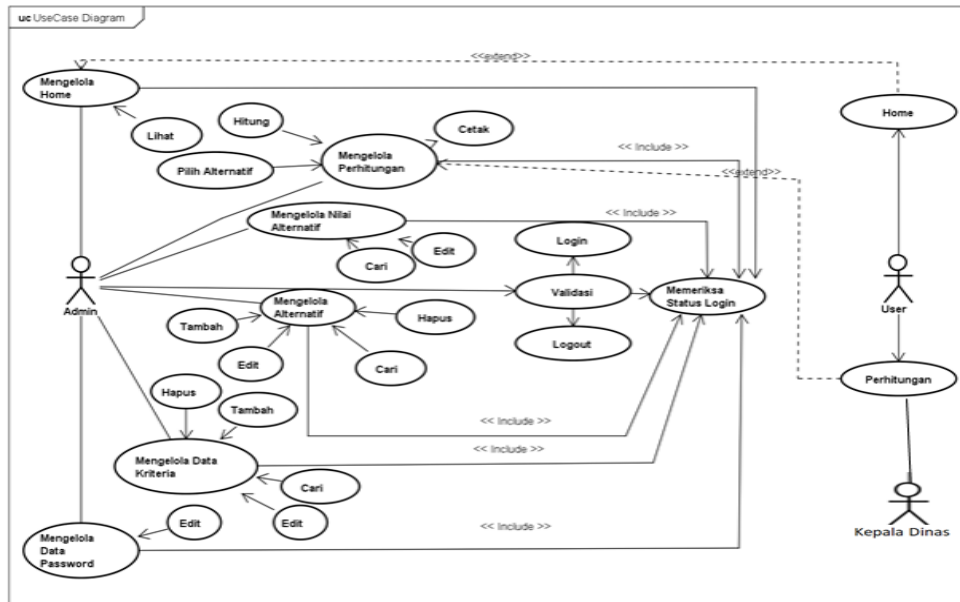 uc UseCase Diagram
<<extend>>
Mengelola
Home
Home
Hitung
Cetak
Lihat
Mengelola
Perhitungan
<< Include >>
Pilih Alternatif
<<extend>>
Mengelola Nilai
Alternatif
<< Include >>
Login
Edit
Cari
Admin
Validasi
Memeriksa
Status Login
User
Mengelola
Alternatif
Tambah
Hapus
Logout
Edit
Cari
Perhitungan
Hapus
Tambah
<< Include >>
<< Include >>
Mengelola Data
Kriteria
Cari
Edit
Edit
<< Include >>
Mengelola
Data
Password
Kepala Dinas